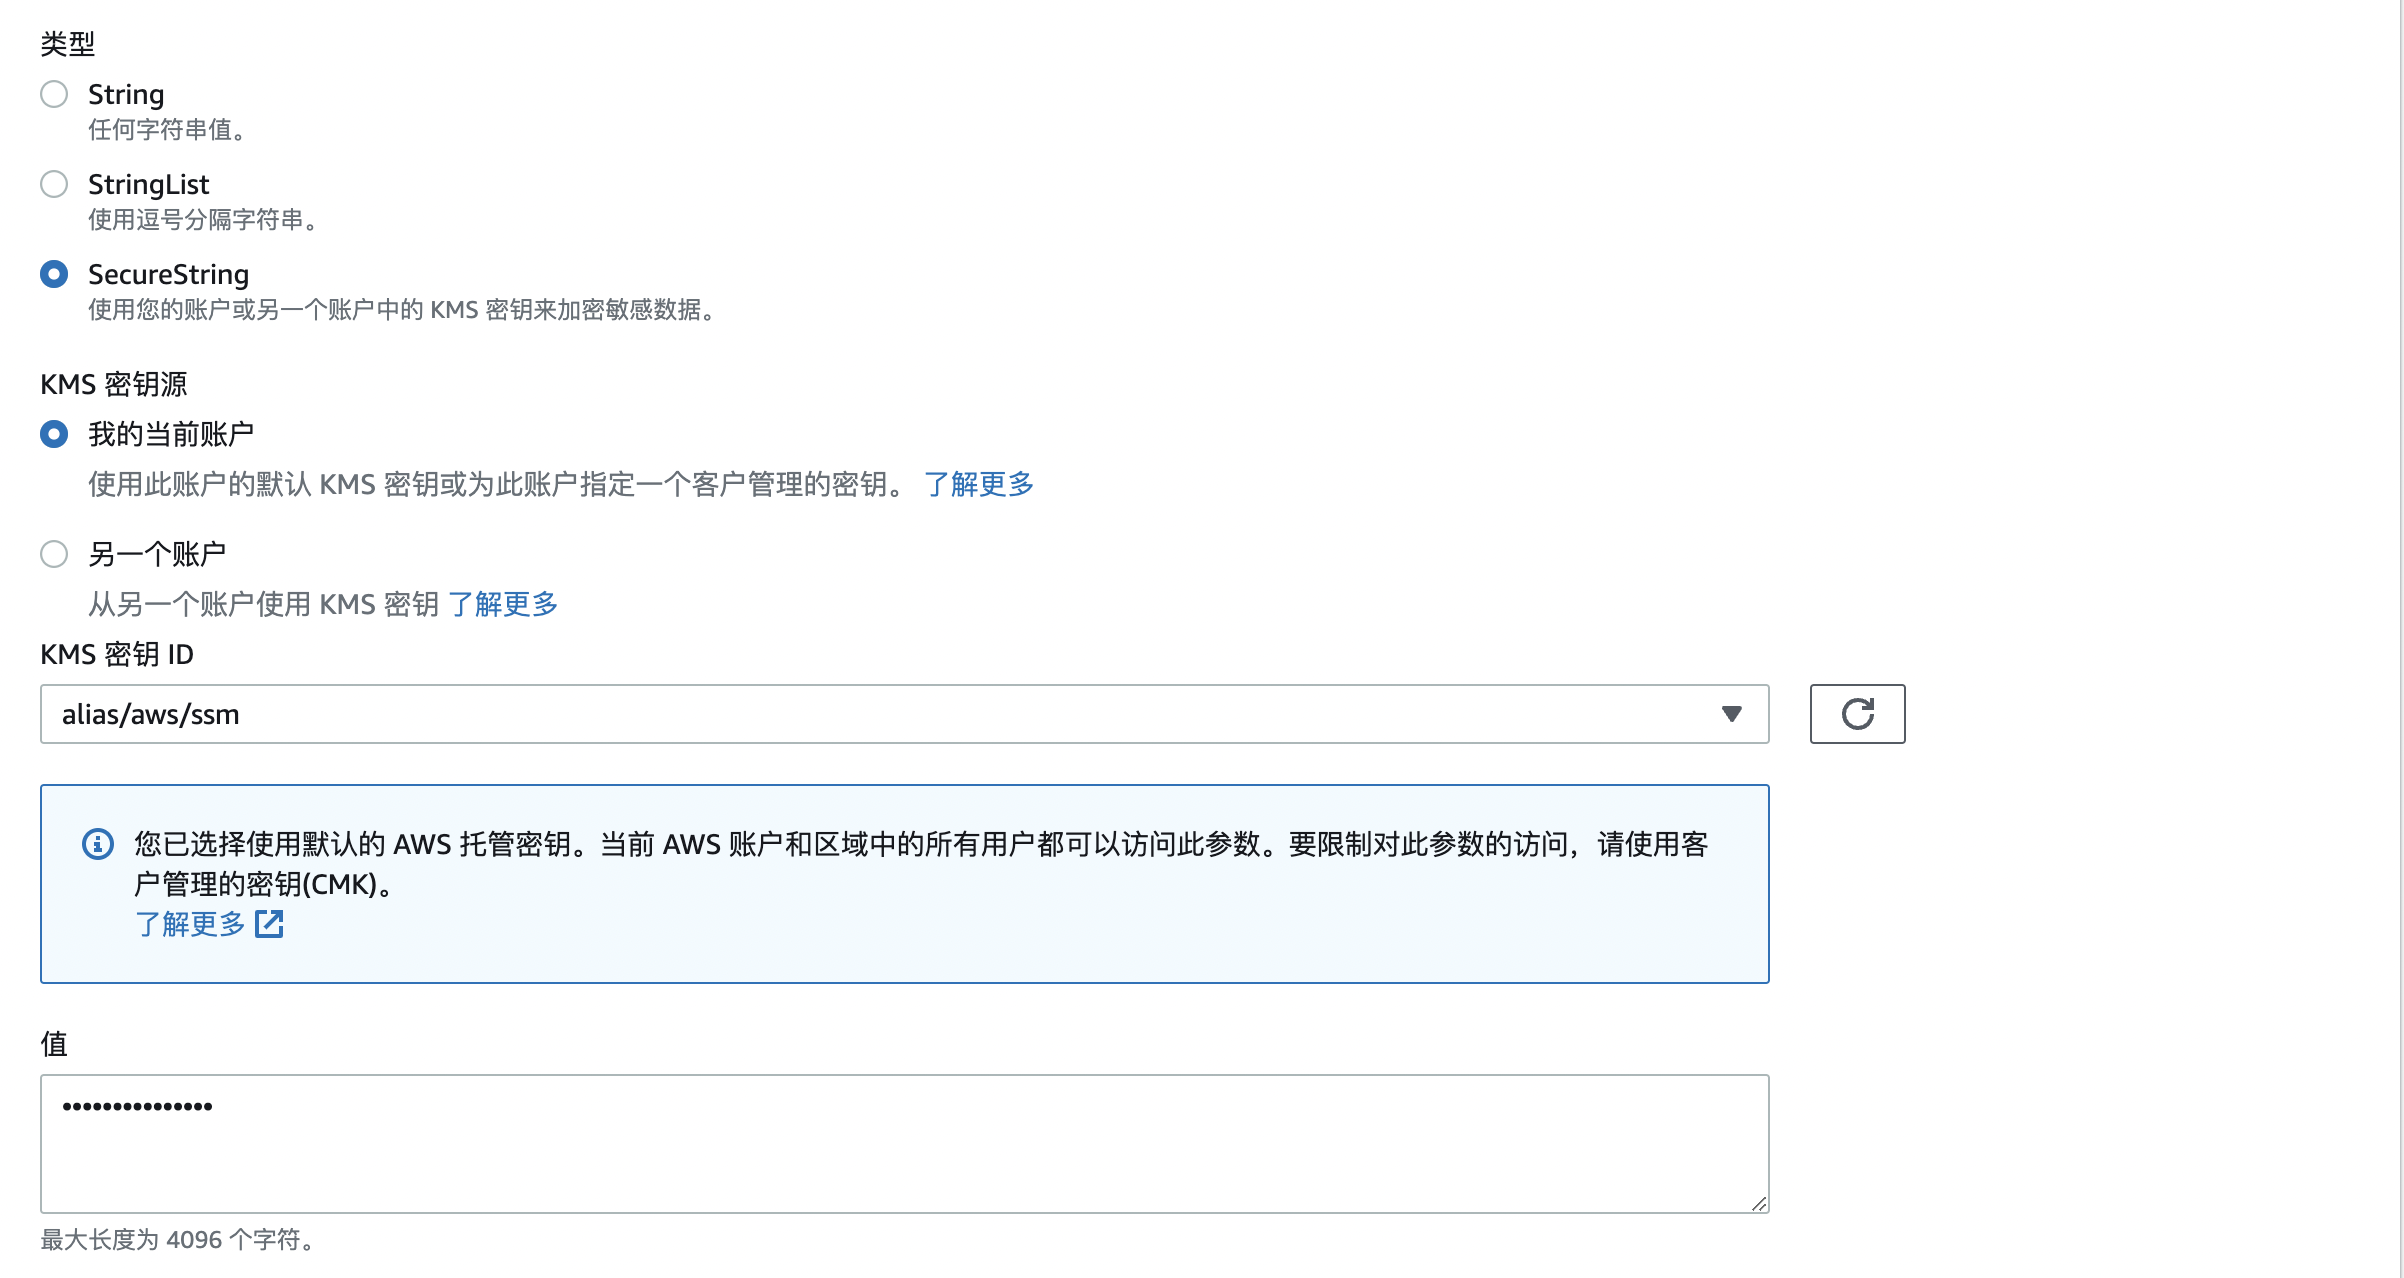 类型
String
任何字符串值。
StringList
使用逗号分隔字符串。
SecureString
使用您的账户或另一个账户中的 KMS 密钥来加密敏感数据。
KMS 密钥源
我的当前账户
使用此账户的默认 KMS 密钥或为此账户指定一个客户管理的密钥。 了解更多
另一个账户
从另一个账户使用 KMS 密钥 了解更多
KMS 密钥 ID
alias/aws/ssm
您已选择使用默认的 AWS 托管密钥。当前 AWS 账户和区域中的所有用户都可以访问此参数。要限制对此参数的访问，请使用客
户管理的密钥(CMK)。
了解更多
值
•••••••••••••••
最大长度为 4096 个字符。